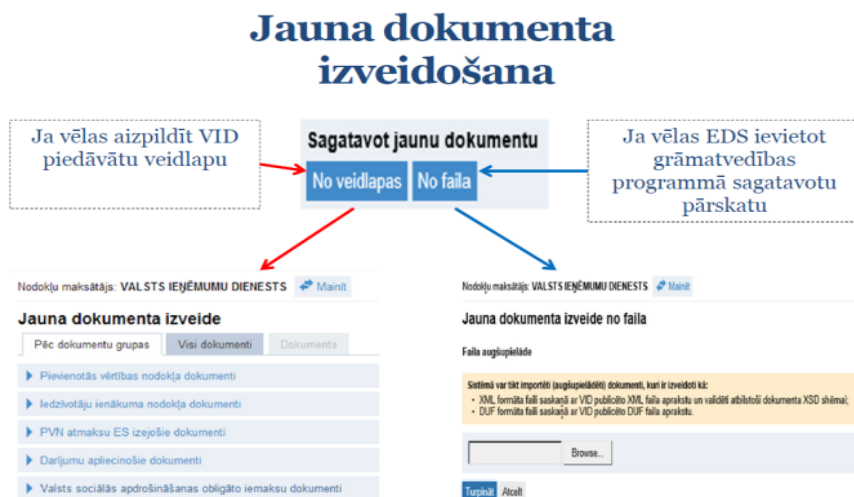 Jauna dokumenta
izveidošana
Ja vēlas aizpildīt VID
piedāvātu veidlapu
Sagatavot jaunu dokumentu
No veidlapas No faila
Ja vēlas EDS ievietot
grāmatvedības
programmā sagatavotu
pārskatu
Nodokļu maksātājs: VALSTS IEŅĒMUMU DIENESTS Mainīt
Jauna dokumenta izveide
Pēc dokumentu grupas Visi dokumenti Dokuments
Pievienotās vērtības nodokļa dokumenti
Iedzīvotāju ienākuma nodokļa dokumenti
PVN atmaksu ES izejošie dokumenti
Darījumu apliecinošie dokumenti
Valsts sociālās apdrošināšanas obligāto iemaksu dokumenti
Nodokļu maksātājs: VALSTS IEŅĒMUMU DIENESTS Mainīt
Jauna dokumenta izveide no faila
Faila augšupielāde
Sistēmā var tikt importēti (augšupielādēti) dokumenti, kuri ir izveidoti kā:
• XML formāta faili saskaņā ar VID publicēto XML faila aprakstu un validēti atbilstoši dokumenta XSD shēmai;
• DUF formāta faili saskaņā ar VID publicēto DUF faila aprakstu.
Browse...
Turpināt Atcelt